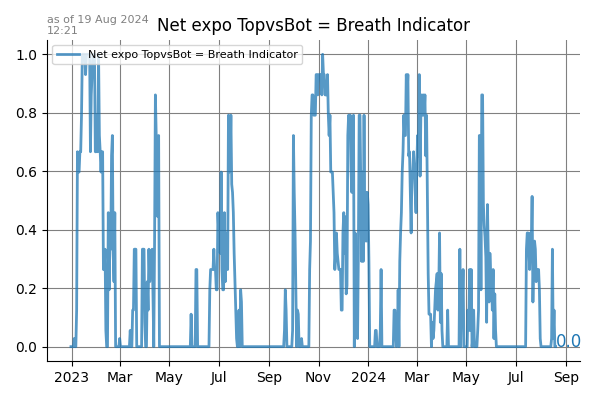 as of 19 Aug 2024
12:21
Net expo TopvsBot = Breath Indicator
Net expo TopvsBot = Breath Indicator
1.0
0.8
0.6
0.4
0.2
0.0
0.0
2023 Mar May Jul Sep Nov 2024 Mar May Jul Sep